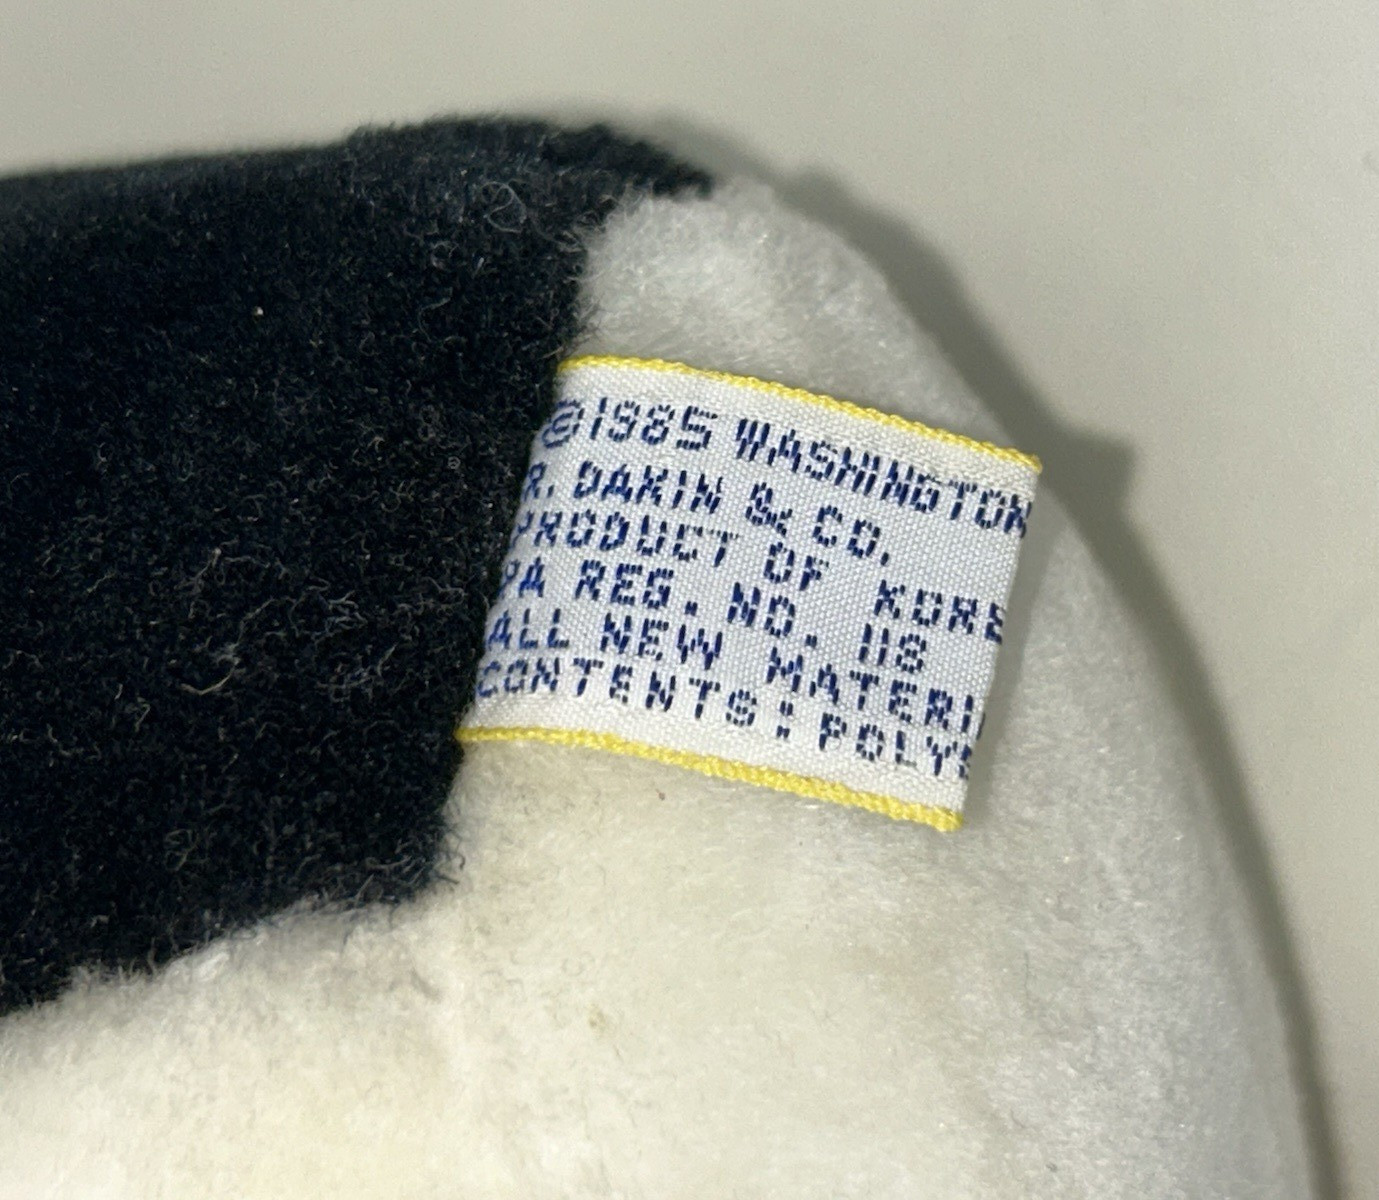 ©1985 WASHINGTON
R. DAKIN & CO.
PRODUCT OF KORE
PA REG. NO. 118
ALL NEW MATERI
CONTENTS: POLYE